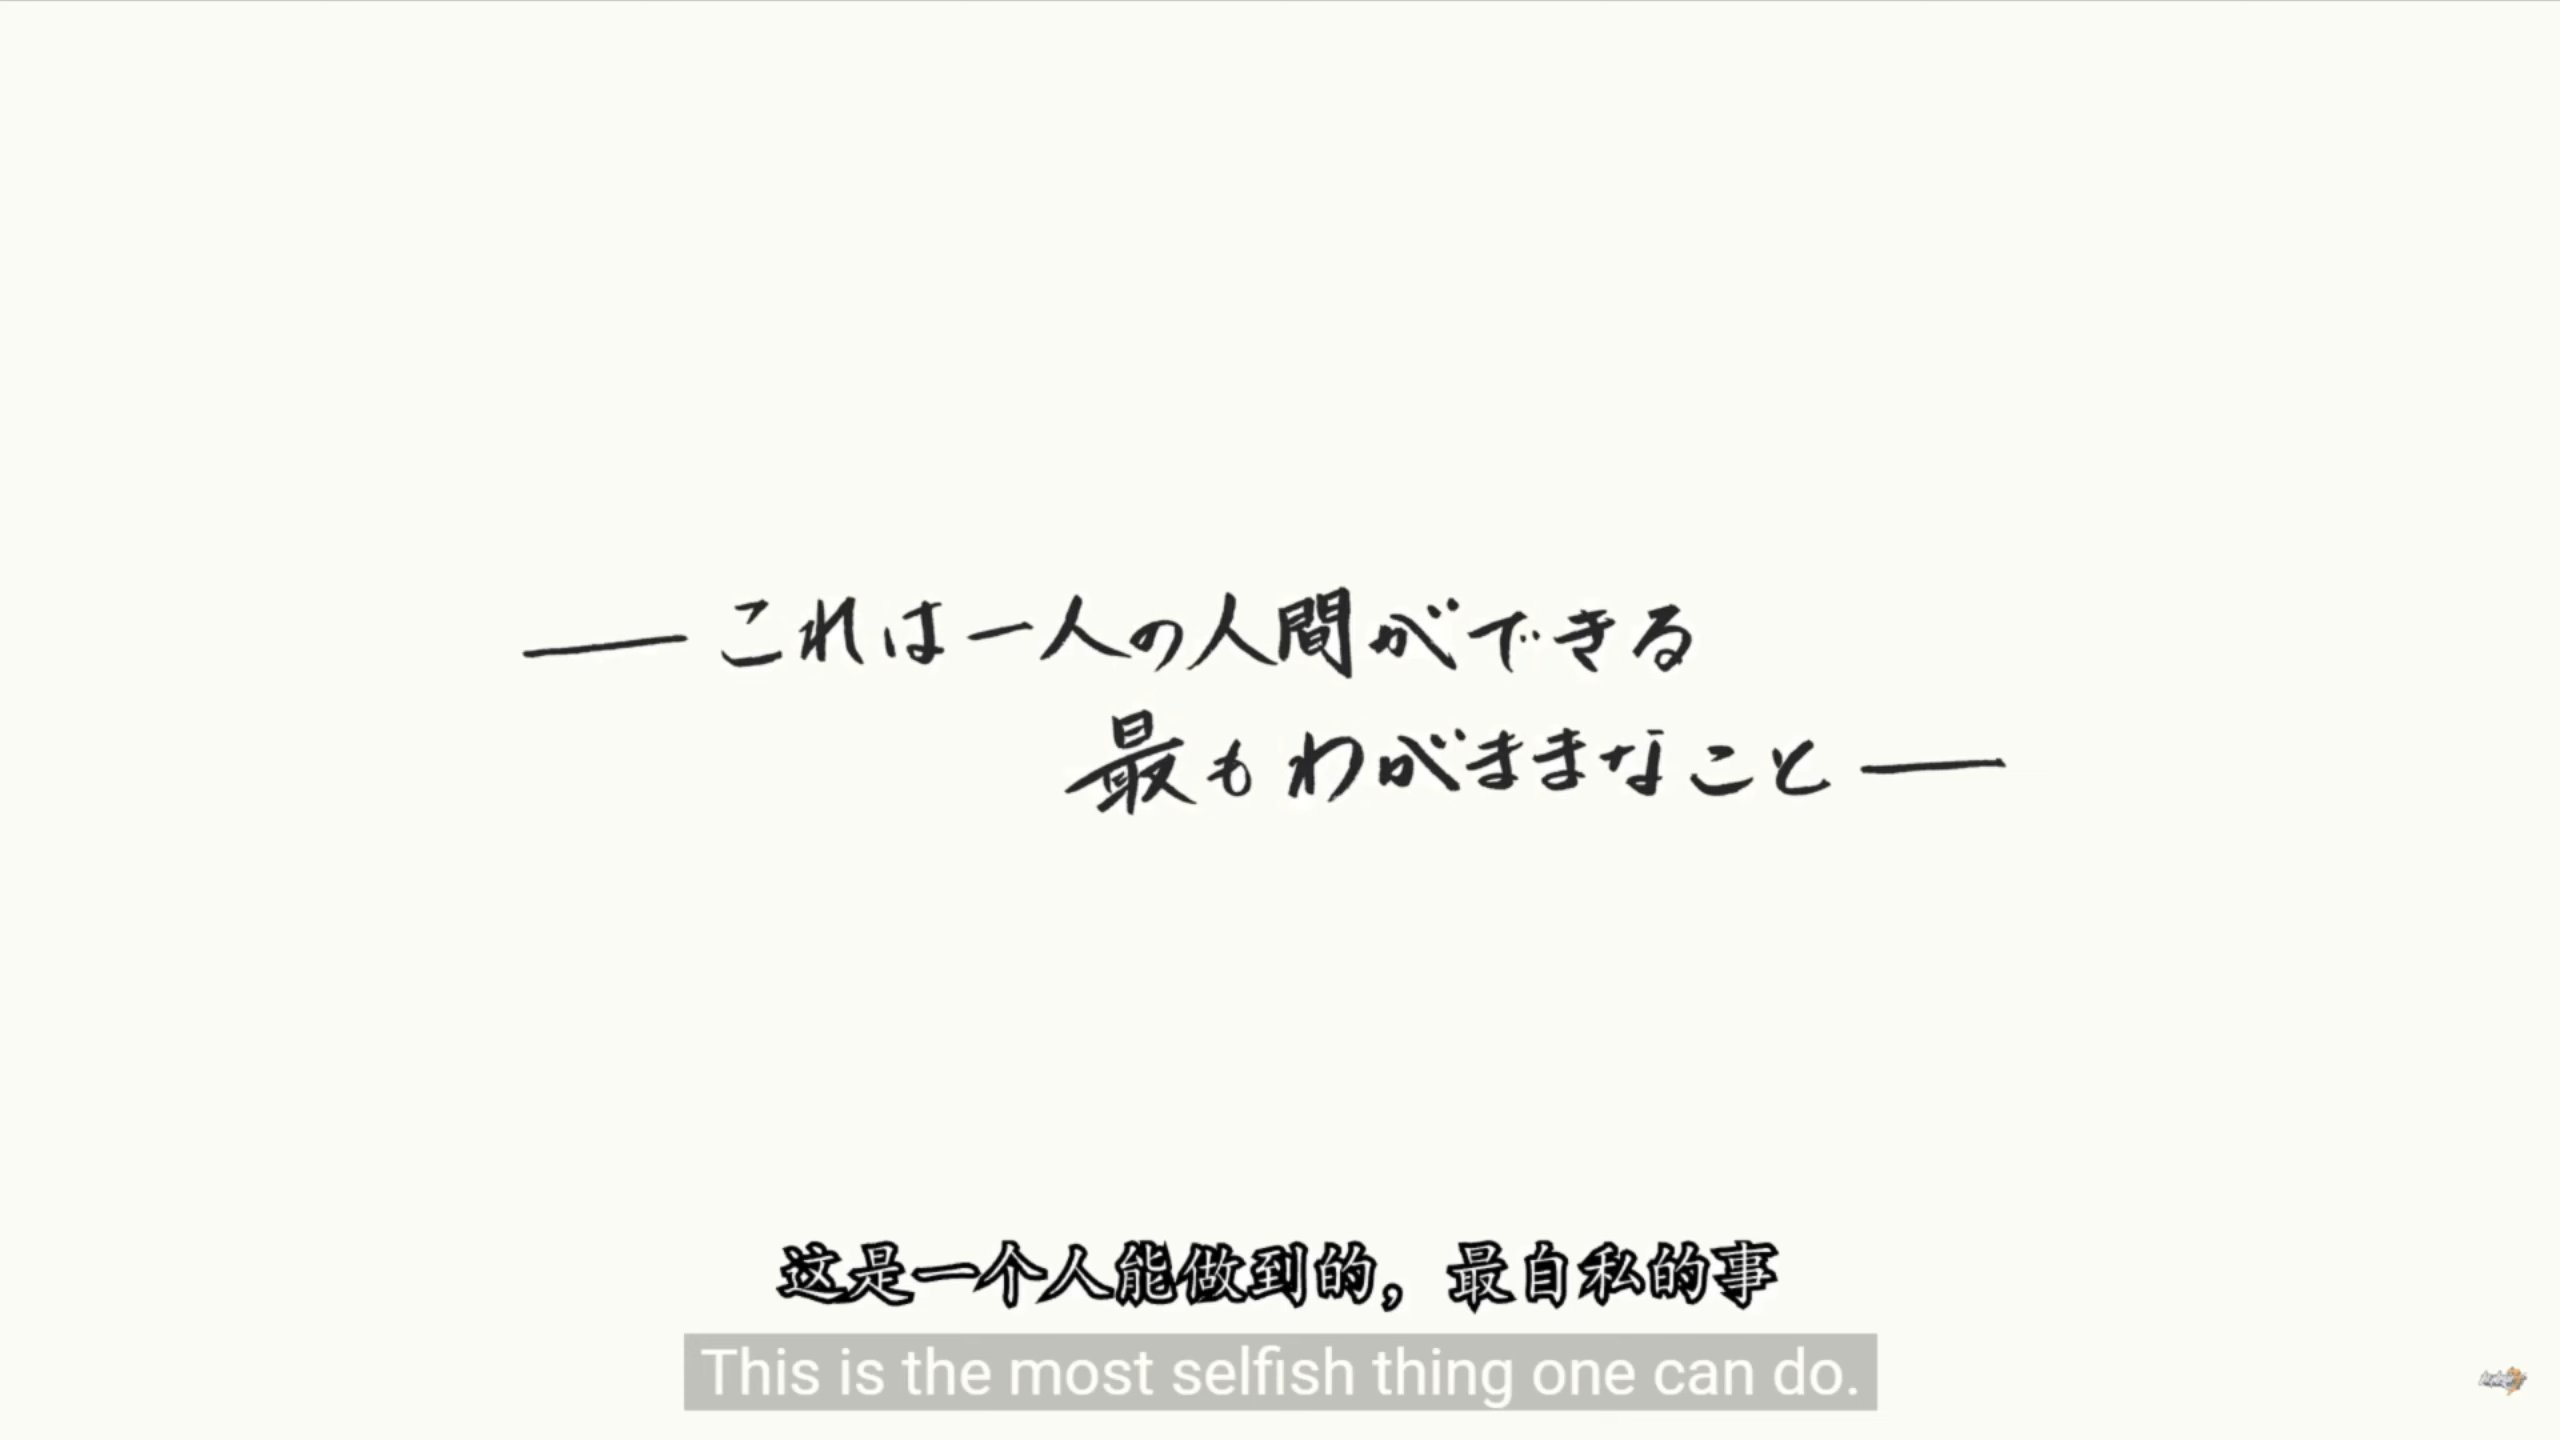 ——これは一人の人間ができる
最もわがままなこと——
这是一个人能做到的，最自私的事
This is the most selfish thing one can do.